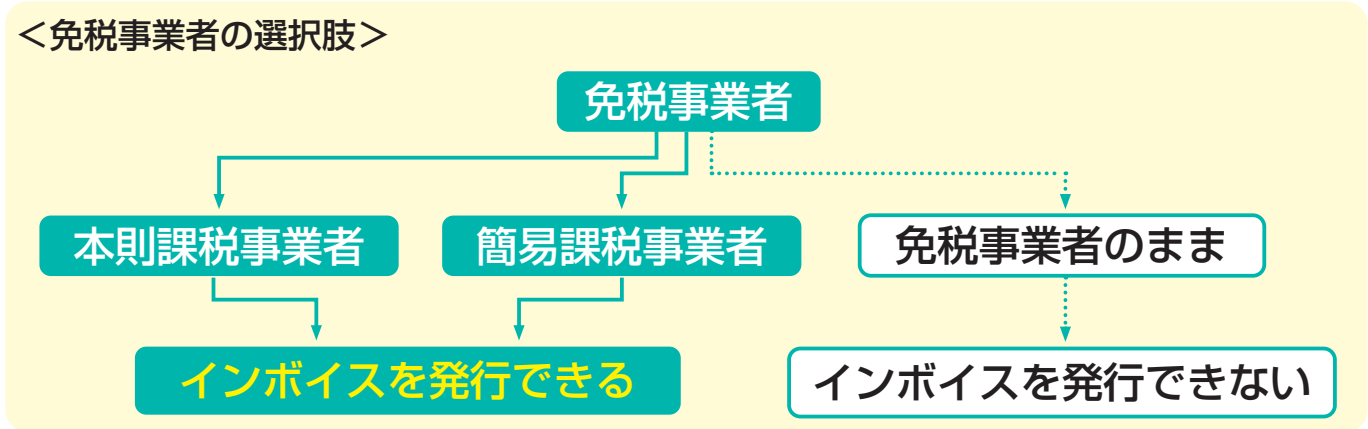 ＜免税事業者の選択肢＞
免税事業者
本則課税事業者
簡易課税事業者
免税事業者のまま
インボイスを発行できる
インボイスを発行できない